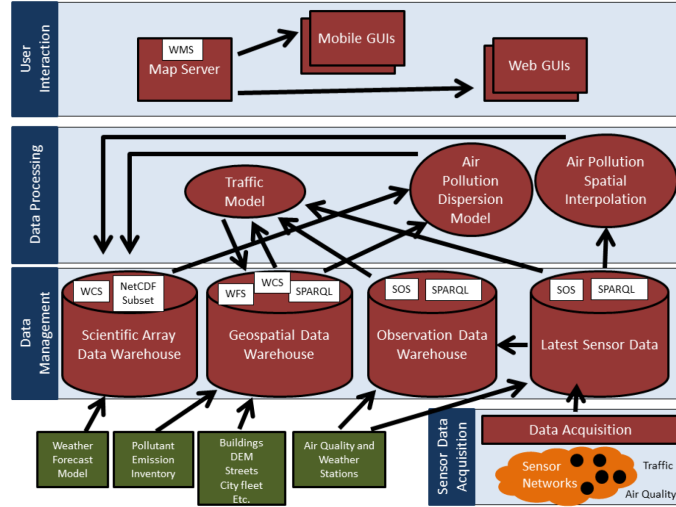 User
Interaction
WMS
Map Server
Mobile GUIs
Web GUIs
Data Processing
Traffic
Model
Air
Pollution
Dispersion
Model
Air Pollution
Spatial
Interpolation
Data
Management
WCS
NetCDF
Subset
Scientific Array
Data Warehouse
WFS
WCS
SPARQL
Geospatial Data
Warehouse
SOS
SPARQL
Observation Data
Warehouse
SOS
SPARQL
Latest Sensor Data
Weather
Forecast
Model
Pollutant
Emission
Inventory
Buildings
DEM
Streets
City fleet
Etc.
Air Quality and
Weather
Stations
Sensor Data
Acquisition
Data Acquisition
Sensor
Networks
Traffic
Air Quality